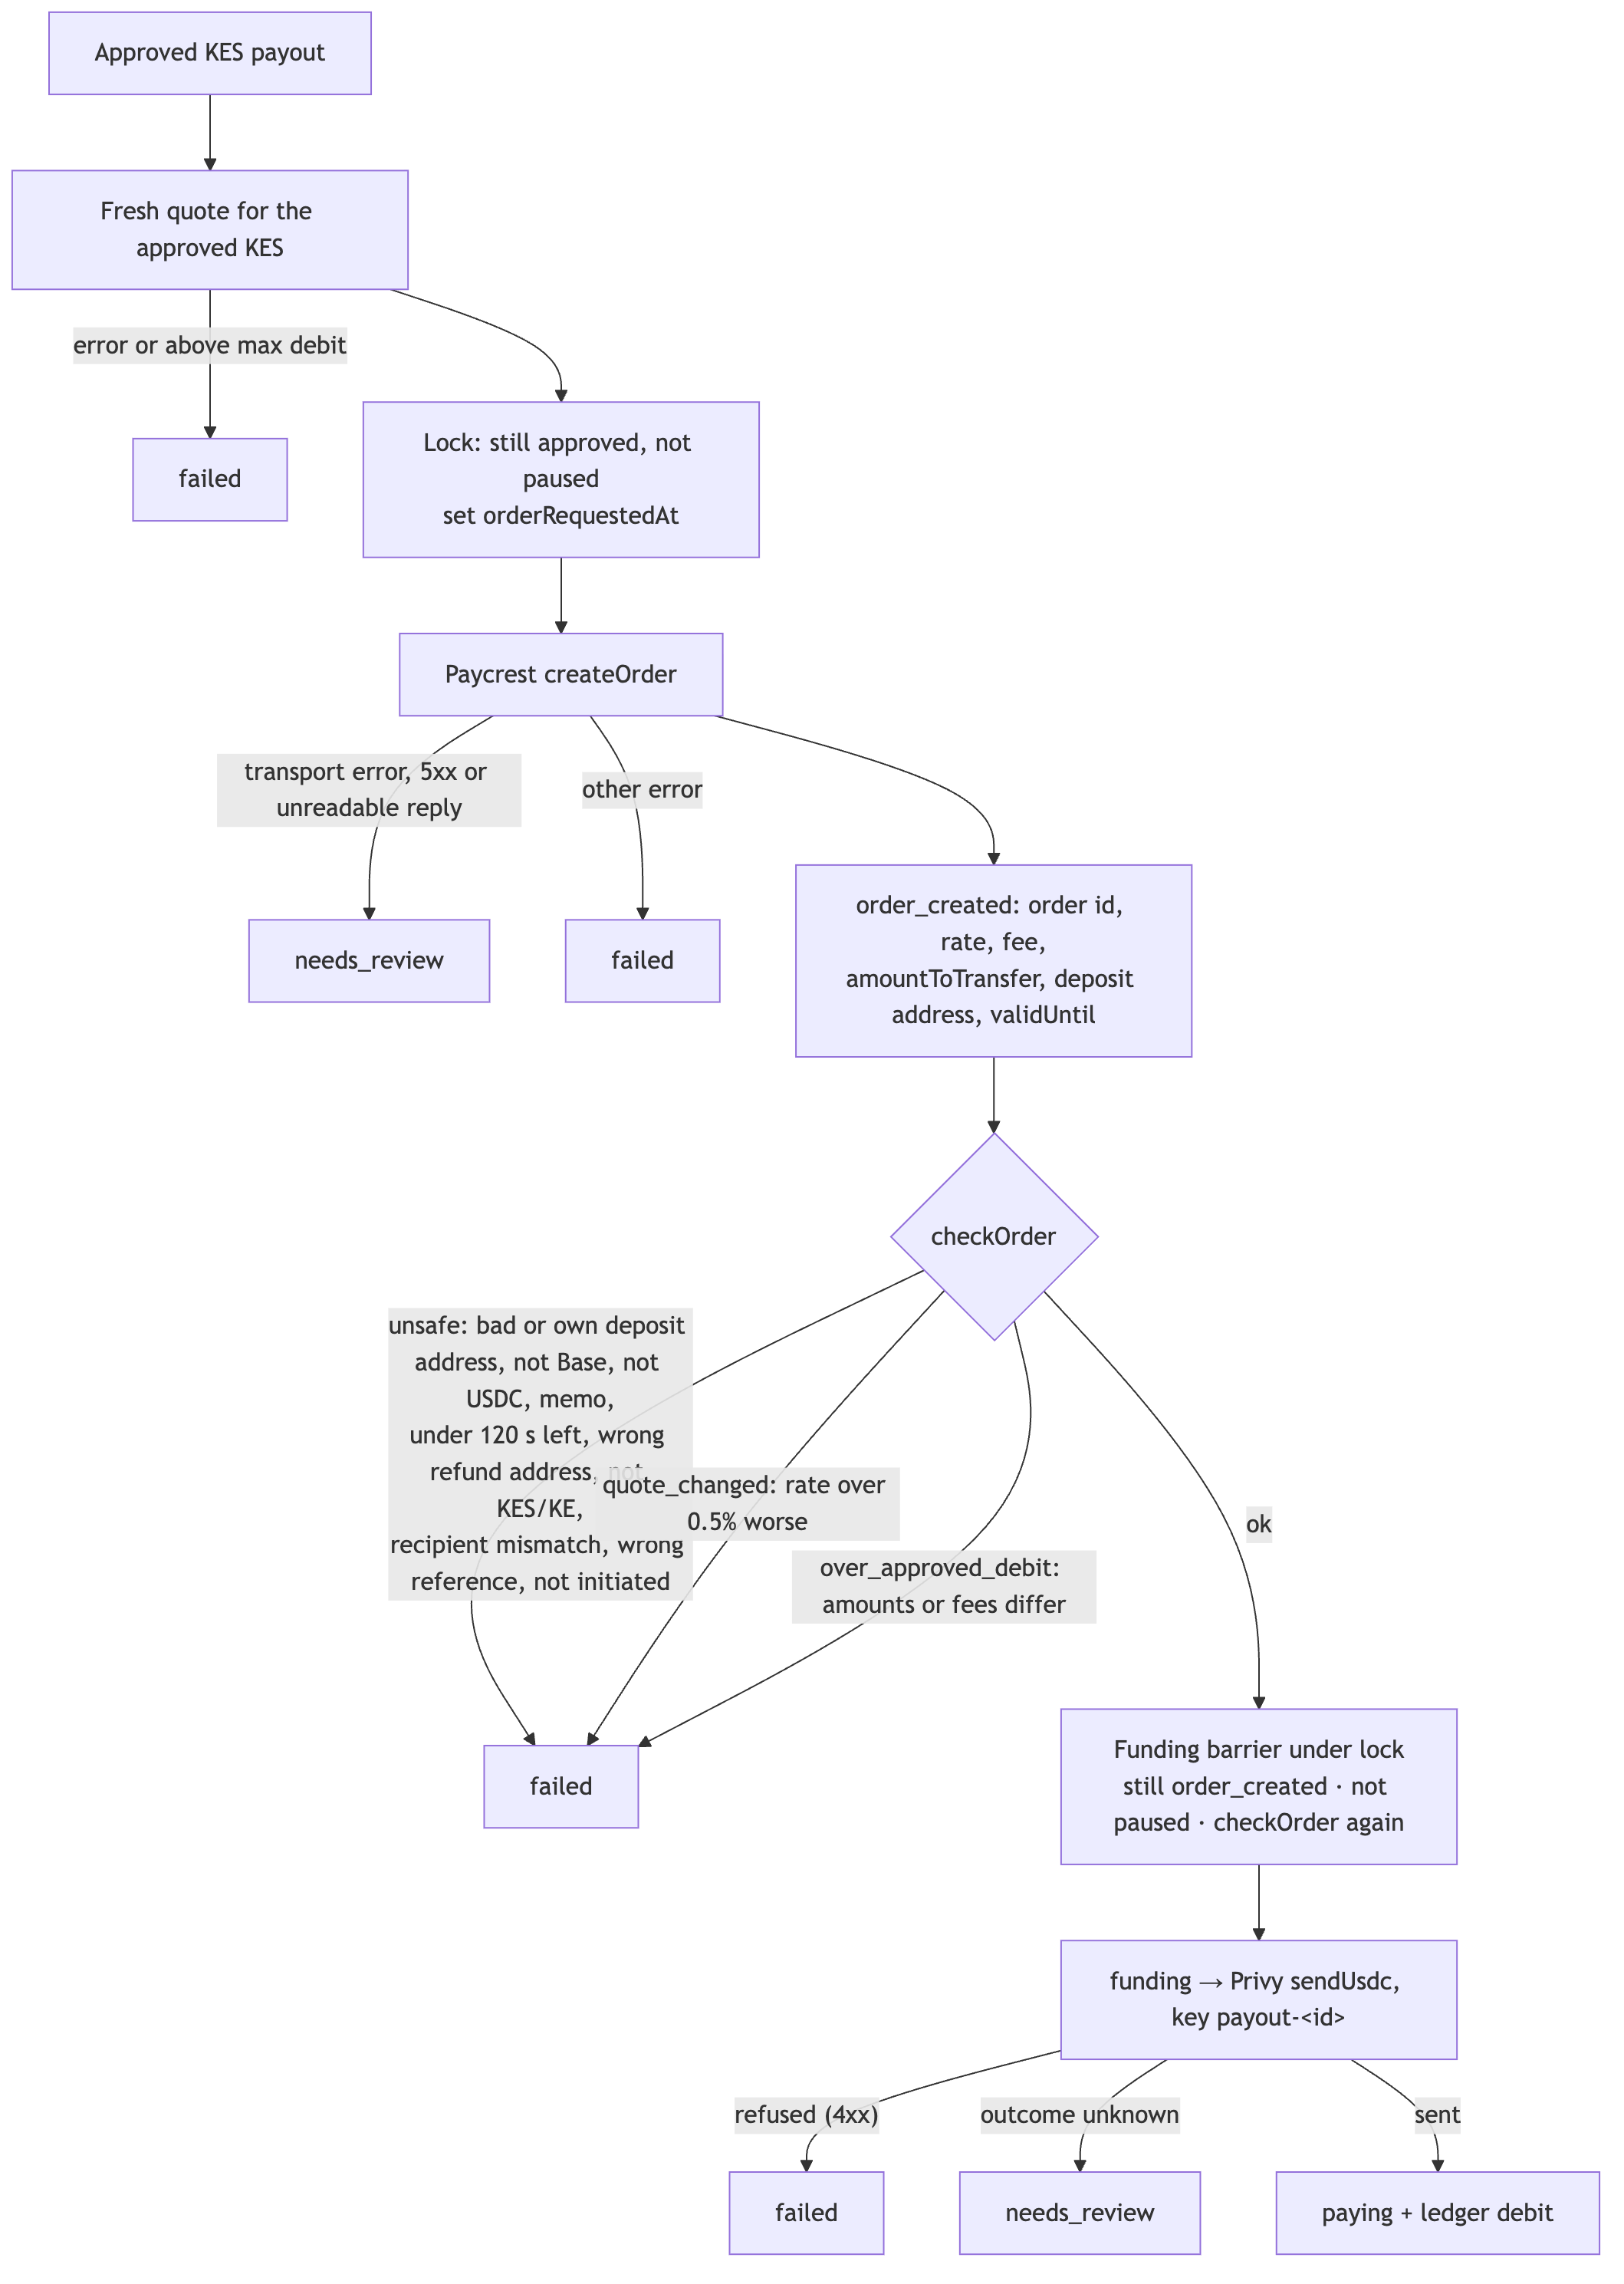 Approved KES payout
Fresh quote for the
approved KES
error or above max debit
failed
Lock: still approved, not
paused
set orderRequestedAt
Paycrest createOrder
transport error, 5xx or
unreadable reply
other error
needs_review
failed
order_created: order id,
rate, fee,
amountToTransfer, deposit
address, validUntil
checkOrder
unsafe: bad or own deposit
address, not Base, not
USDC, memo,
under 120 s left, wrong
refund address, not
KES/KE,
recipient mismatch, wrong
reference, not initiated
quote_changed: rate over
0.5% worse
over_approved_debit:
amounts or fees differ
ok
failed
Funding barrier under lock
still order_created · not
paused · checkOrder again
funding → Privy sendUsdc,
key payout-<id>
refused (4xx)
outcome unknown
sent
failed
needs_review
paying + ledger debit